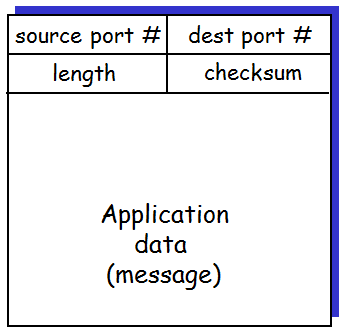 source port # dest port #
length checksum
Application
data
(message)